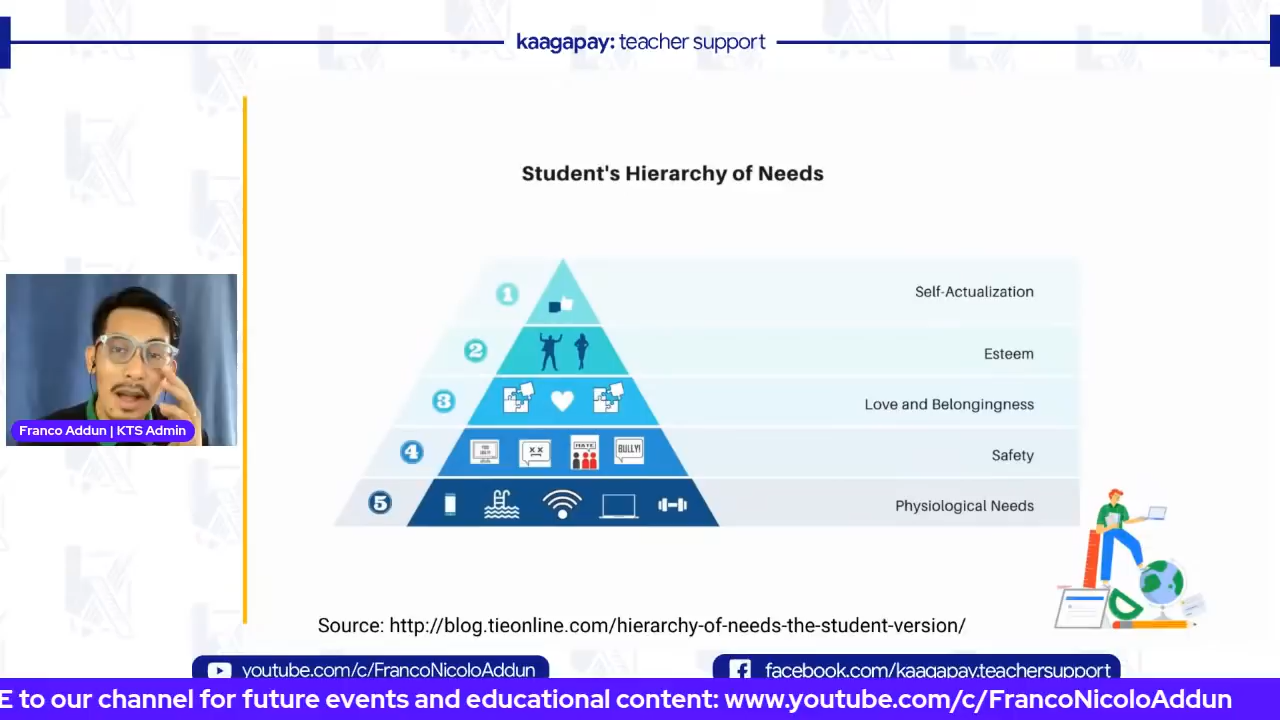 kaagapay: teacher support
Student's Hierarchy of Needs
1
Self-Actualization
2
Esteem
3
Love and Belongingness
4
HATE
BULLY!
Safety
5
Physiological Needs
Franco Addun | KTS Admin
Source: http://blog.tieonline.com/hierarchy-of-needs-the-student-version/
youtube.com/c/FrancoNicoloAddun
facebook.com/kaagapay.teachersupport
E to our channel for future events and educational content: www.youtube.com/c/FrancoNicoloAddun